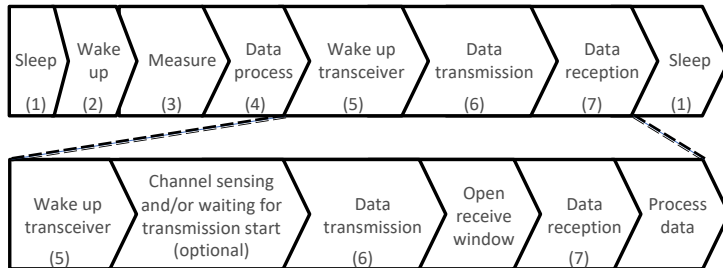 Sleep
(1)
Wake
up
(2)
Measure
(3)
Data
process
(4)
Wake up
transceiver
(5)
Data
transmission
(6)
Data
reception
(7)
Sleep
(1)
Wake up
transceiver
(5)
Channel sensing
and/or waiting for
transmission start
(optional)
Data
transmission
(6)
Open
receive
window
Data
reception
(7)
Process
data